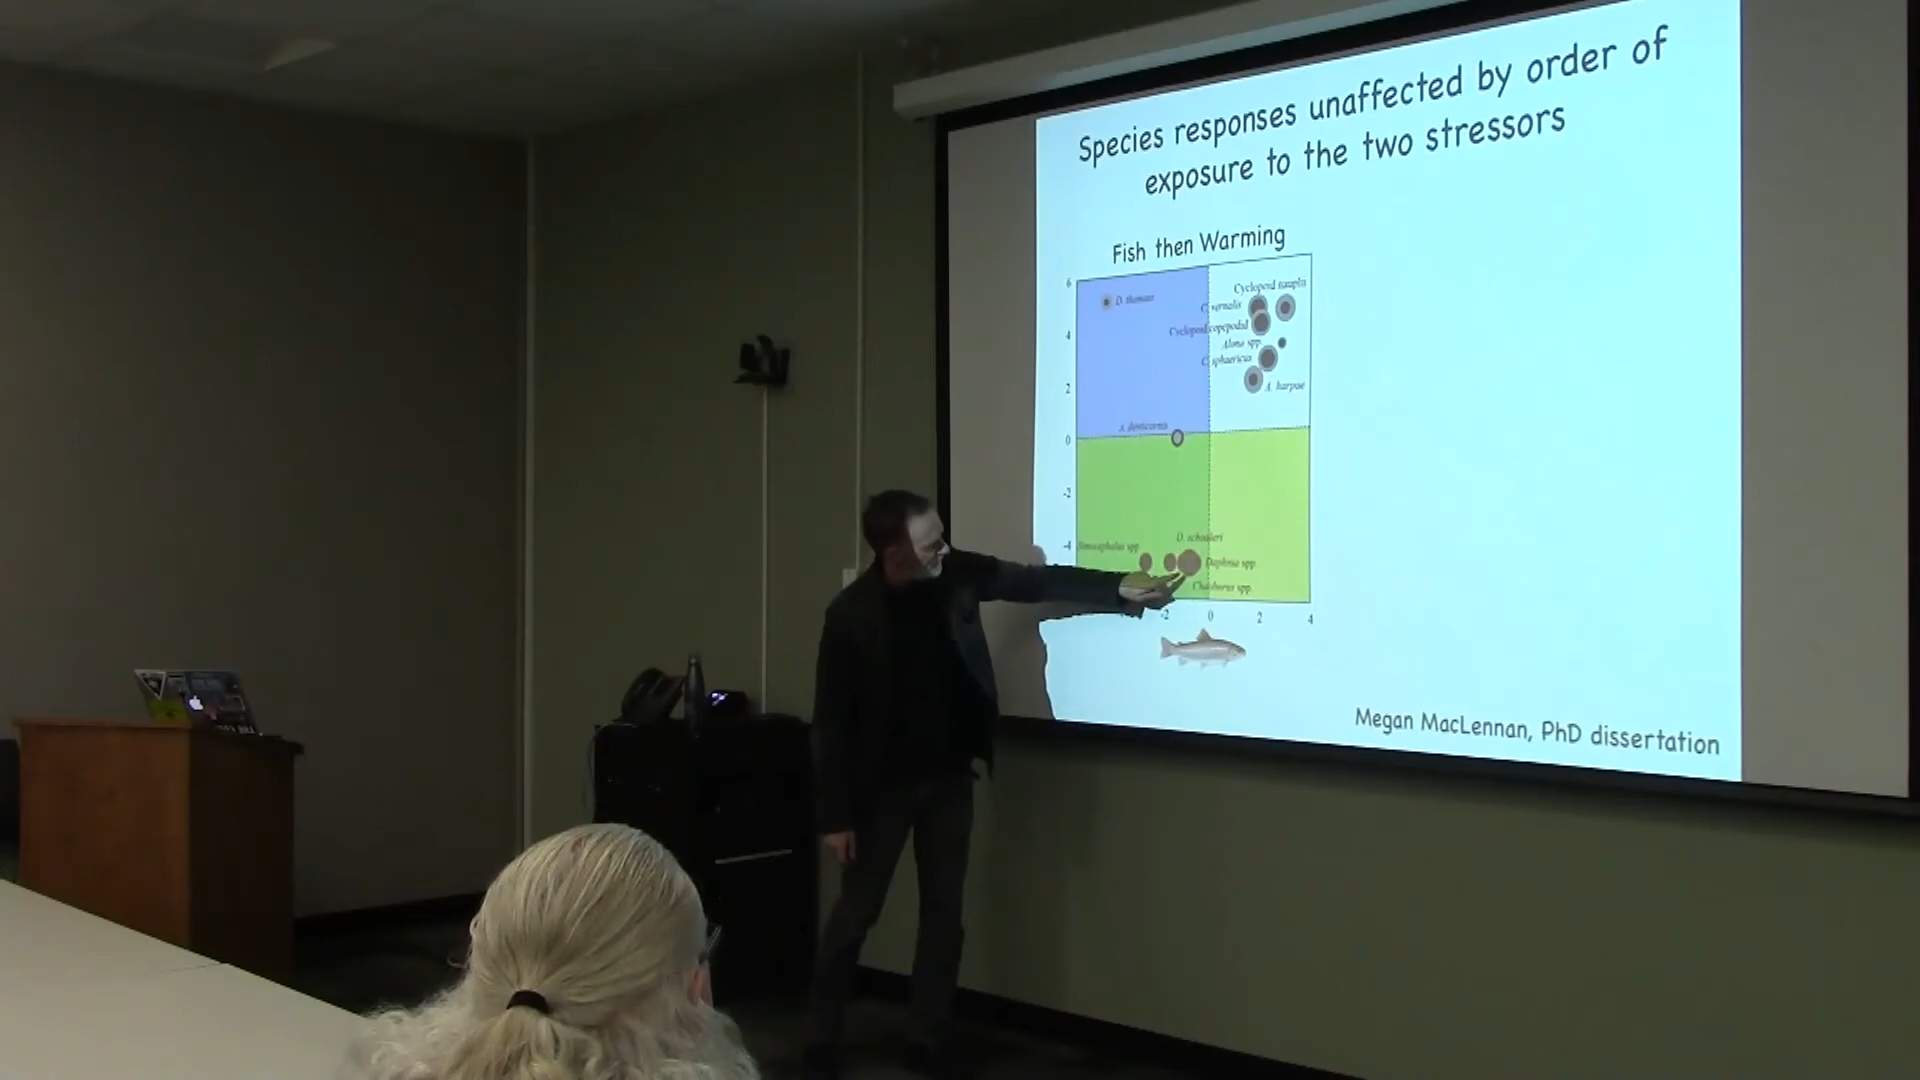 Species responses unaffected by order of
exposure to the two stressors
Fish then Warming
6
4
2
0
-2
-4
D. thomasi
Cyclopoid nauplii
C. vernalis
Cyclopoid copepodid
Alona spp.
C. sphaericus
A. harpae
A. denticornis
Simocephalus spp.
D. schodleri
Daphnia spp.
Chaoborus spp.
-2
0
2
4
Megan MacLennan, PhD dissertation